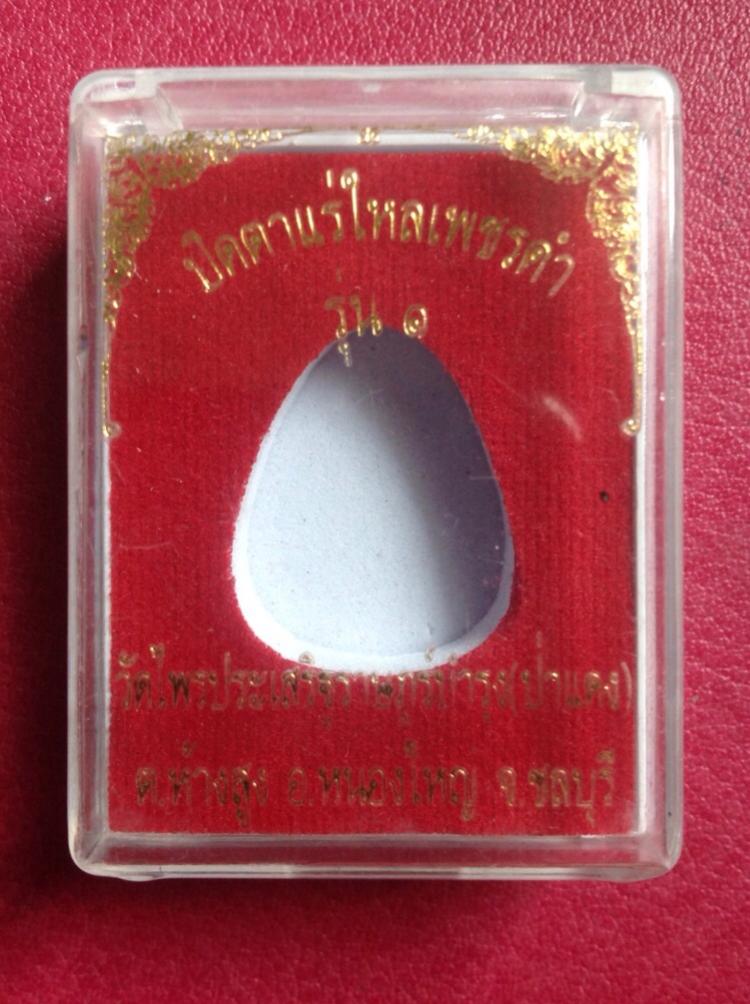 ปิดตาแร่ใหลเพชรดำ
รุ่น ๑
วัดไพรประเสริฐราษฎร์บำรุง(ป่าแดง)
ต.ห้างสูง อ.หนองใหญ่ จ.ชลบุรี